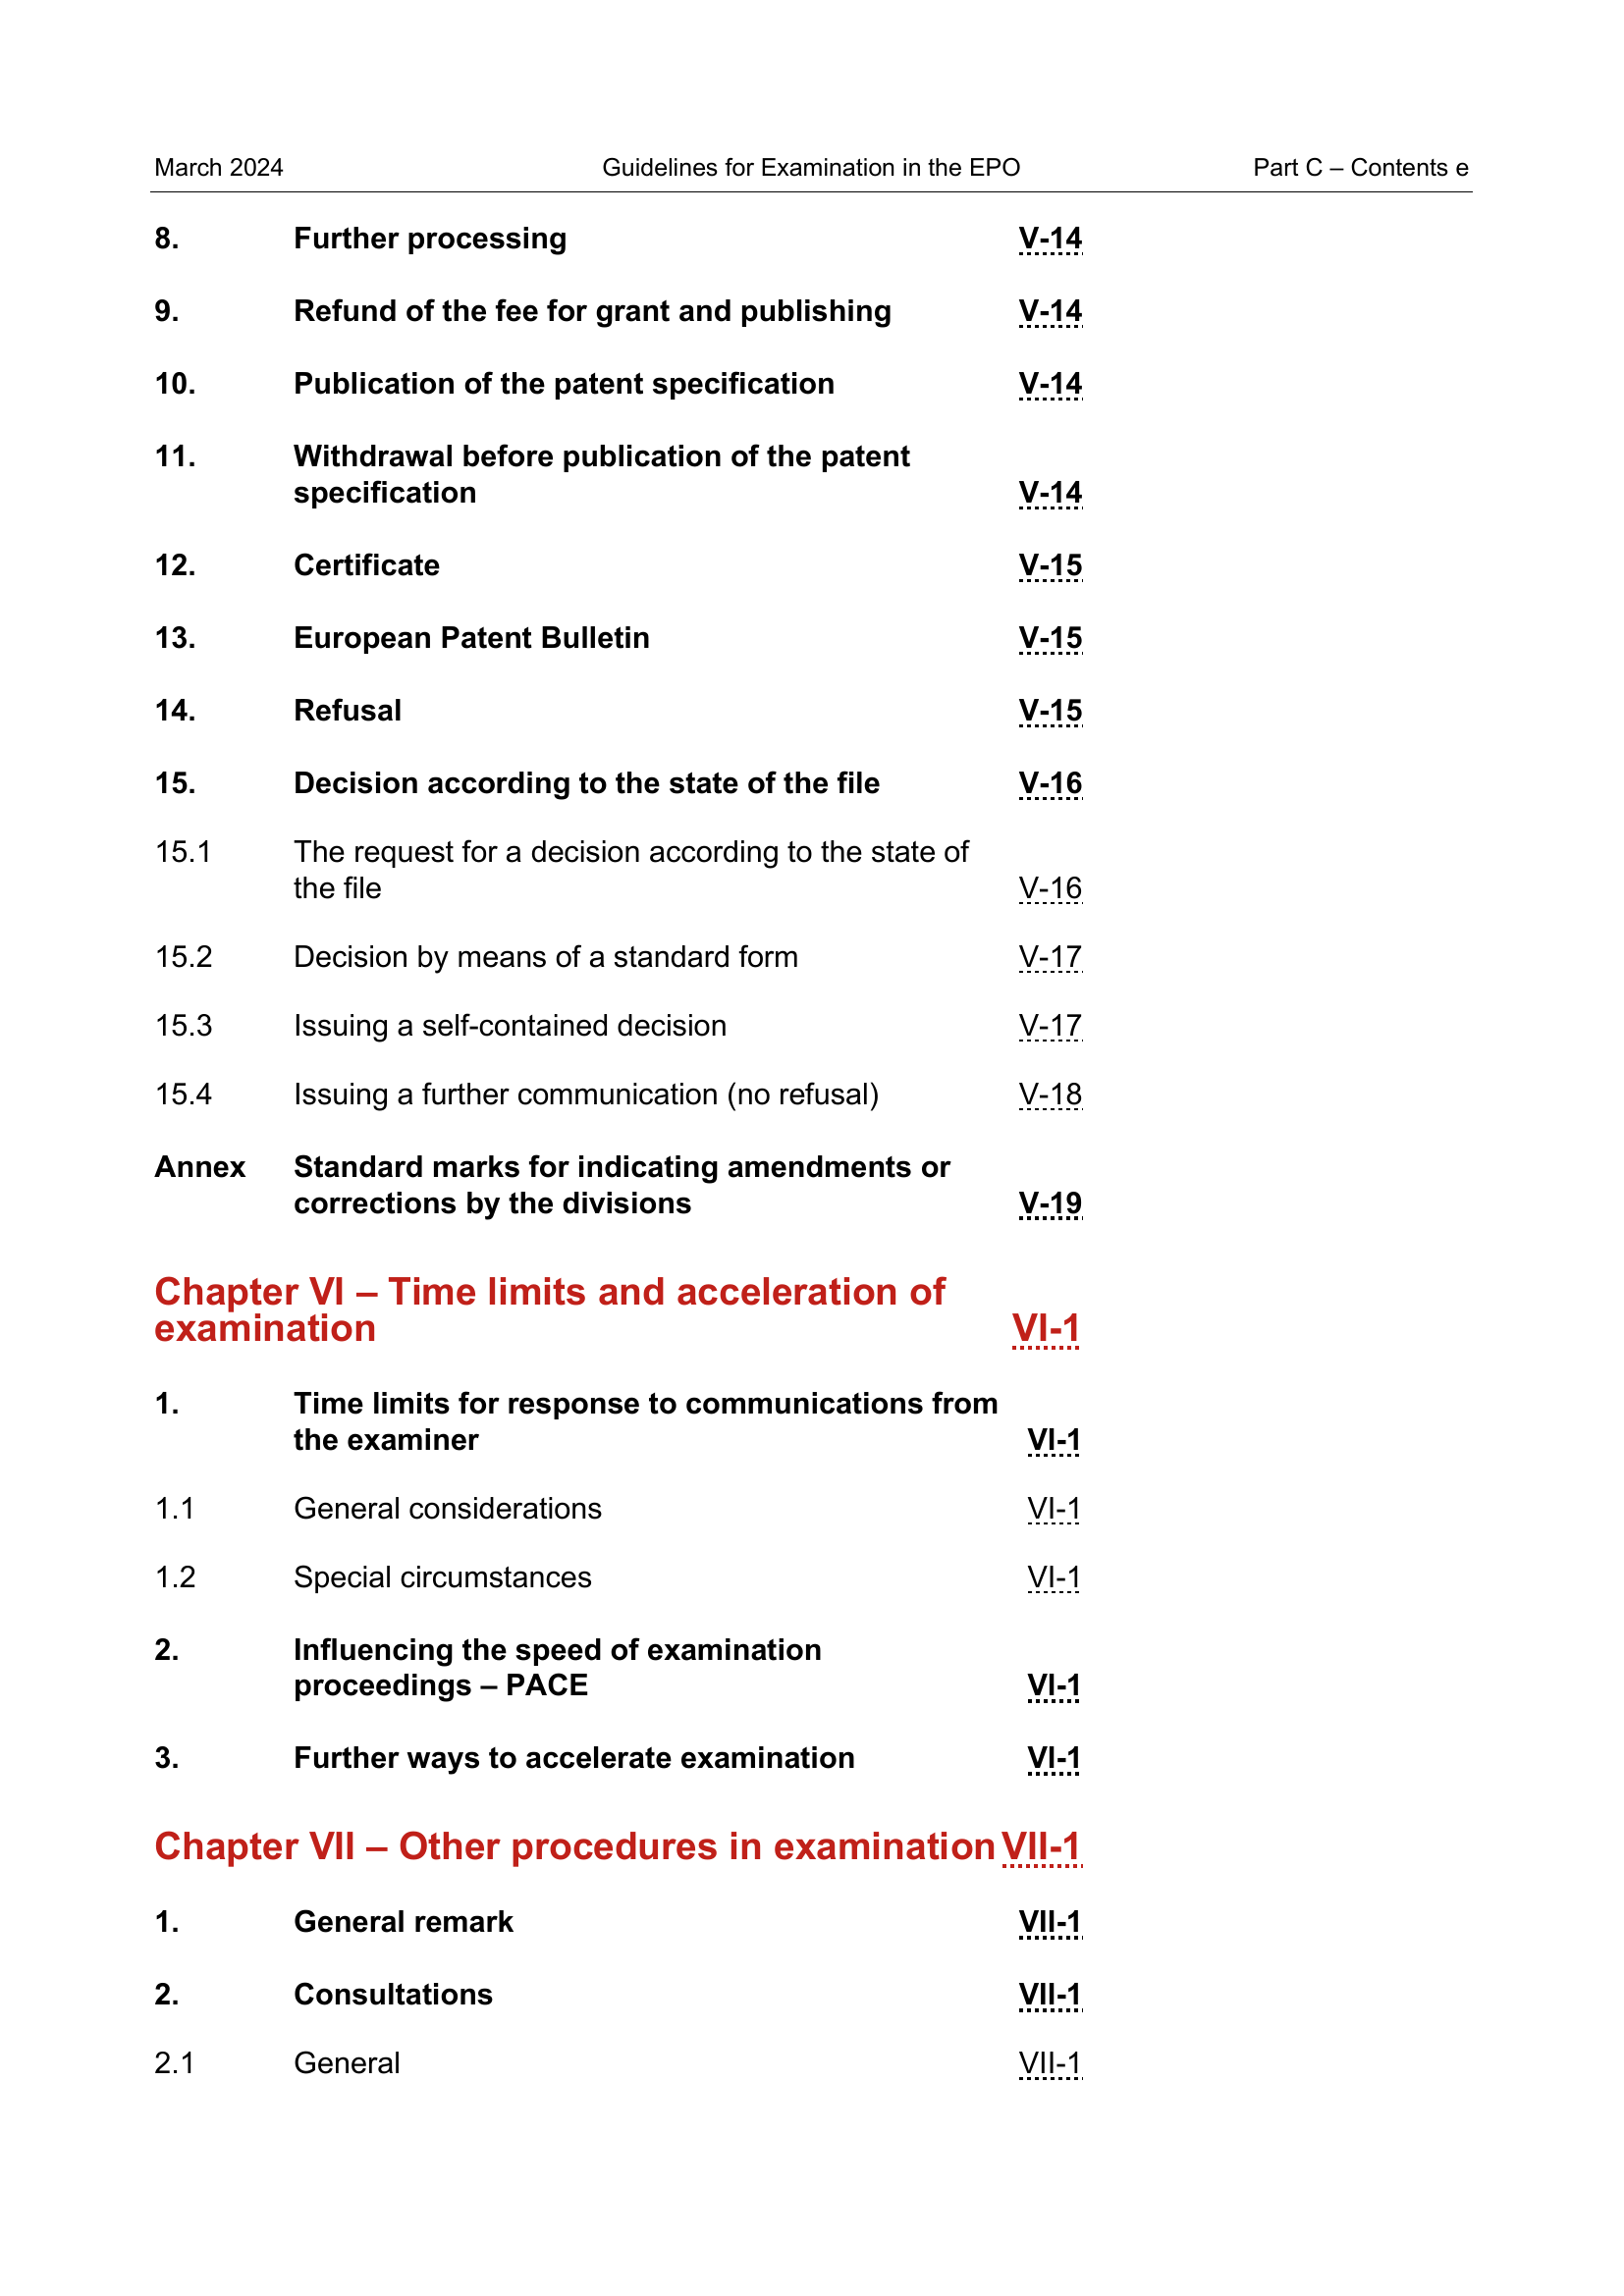 March 2024 Guidelines for Examination in the EPO Part C – Contents e
8. Further processing V-14
9. Refund of the fee for grant and publishing V-14
10. Publication of the patent specification V-14
11. Withdrawal before publication of the patent
specification V-14
12. Certificate V-15
13. European Patent Bulletin V-15
14. Refusal V-15
15. Decision according to the state of the file V-16
15.1 The request for a decision according to the state of
the file V-16
15.2 Decision by means of a standard form V-17
15.3 Issuing a self-contained decision V-17
15.4 Issuing a further communication (no refusal) V-18
Annex Standard marks for indicating amendments or
corrections by the divisions V-19
Chapter VI – Time limits and acceleration of
examination VI-1
1. Time limits for response to communications from
the examiner VI-1
1.1 General considerations VI-1
1.2 Special circumstances VI-1
2. Influencing the speed of examination
proceedings – PACE VI-1
3. Further ways to accelerate examination VI-1
Chapter VII – Other procedures in examination VII-1
1. General remark VII-1
2. Consultations VII-1
2.1 General VII-1